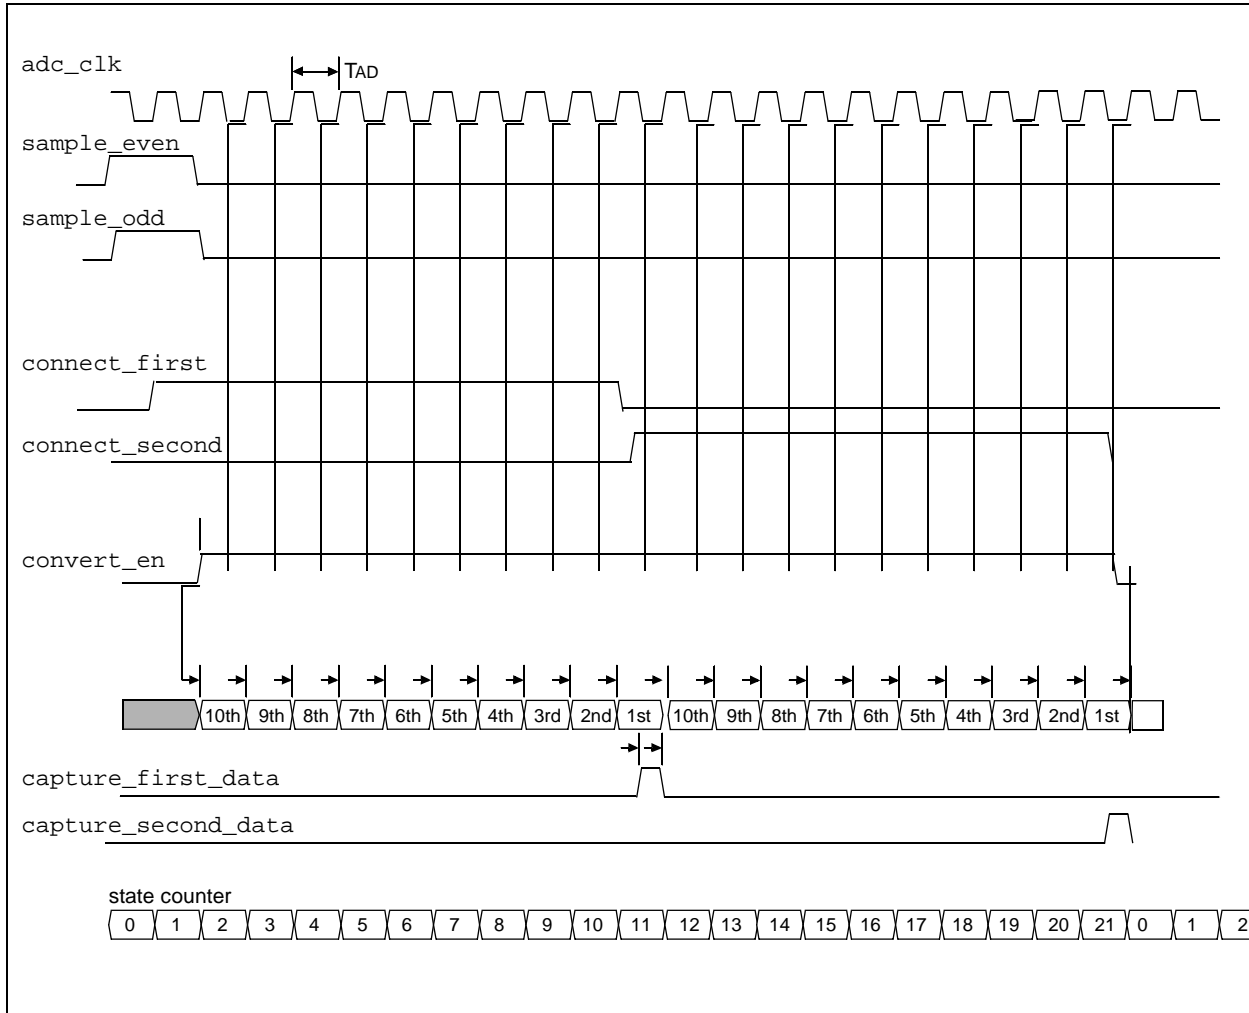 adc_clk
TAD
sample_even
sample_odd
connect_first
connect_second
convert_en
10th 9th 8th 7th 6th 5th 4th 3rd 2nd 1st 10th 9th 8th 7th 6th 5th 4th 3rd 2nd 1st
capture_first_data
capture_second_data
state counter
0 1 2 3 4 5 6 7 8 9 10 11 12 13 14 15 16 17 18 19 20 21 0 1 2